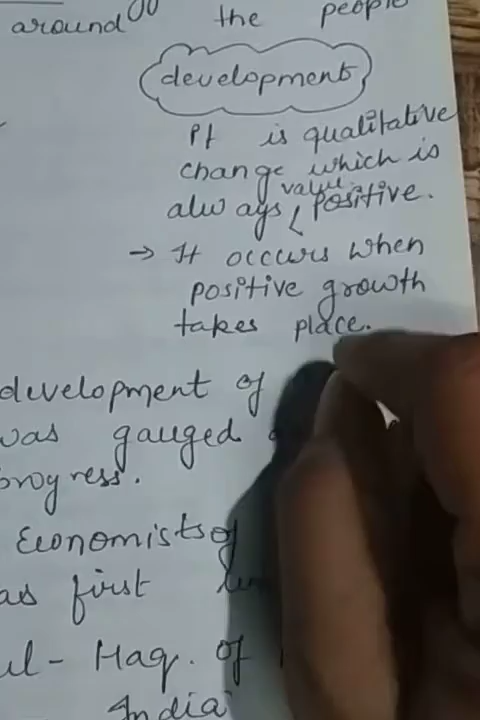 around the people
development
It is qualitative
change which is
value
always positive.
→ It occurs when
positive growth
takes place.
development of
was gauged
progress.
Economists of
as first
ul - Haq. of
India